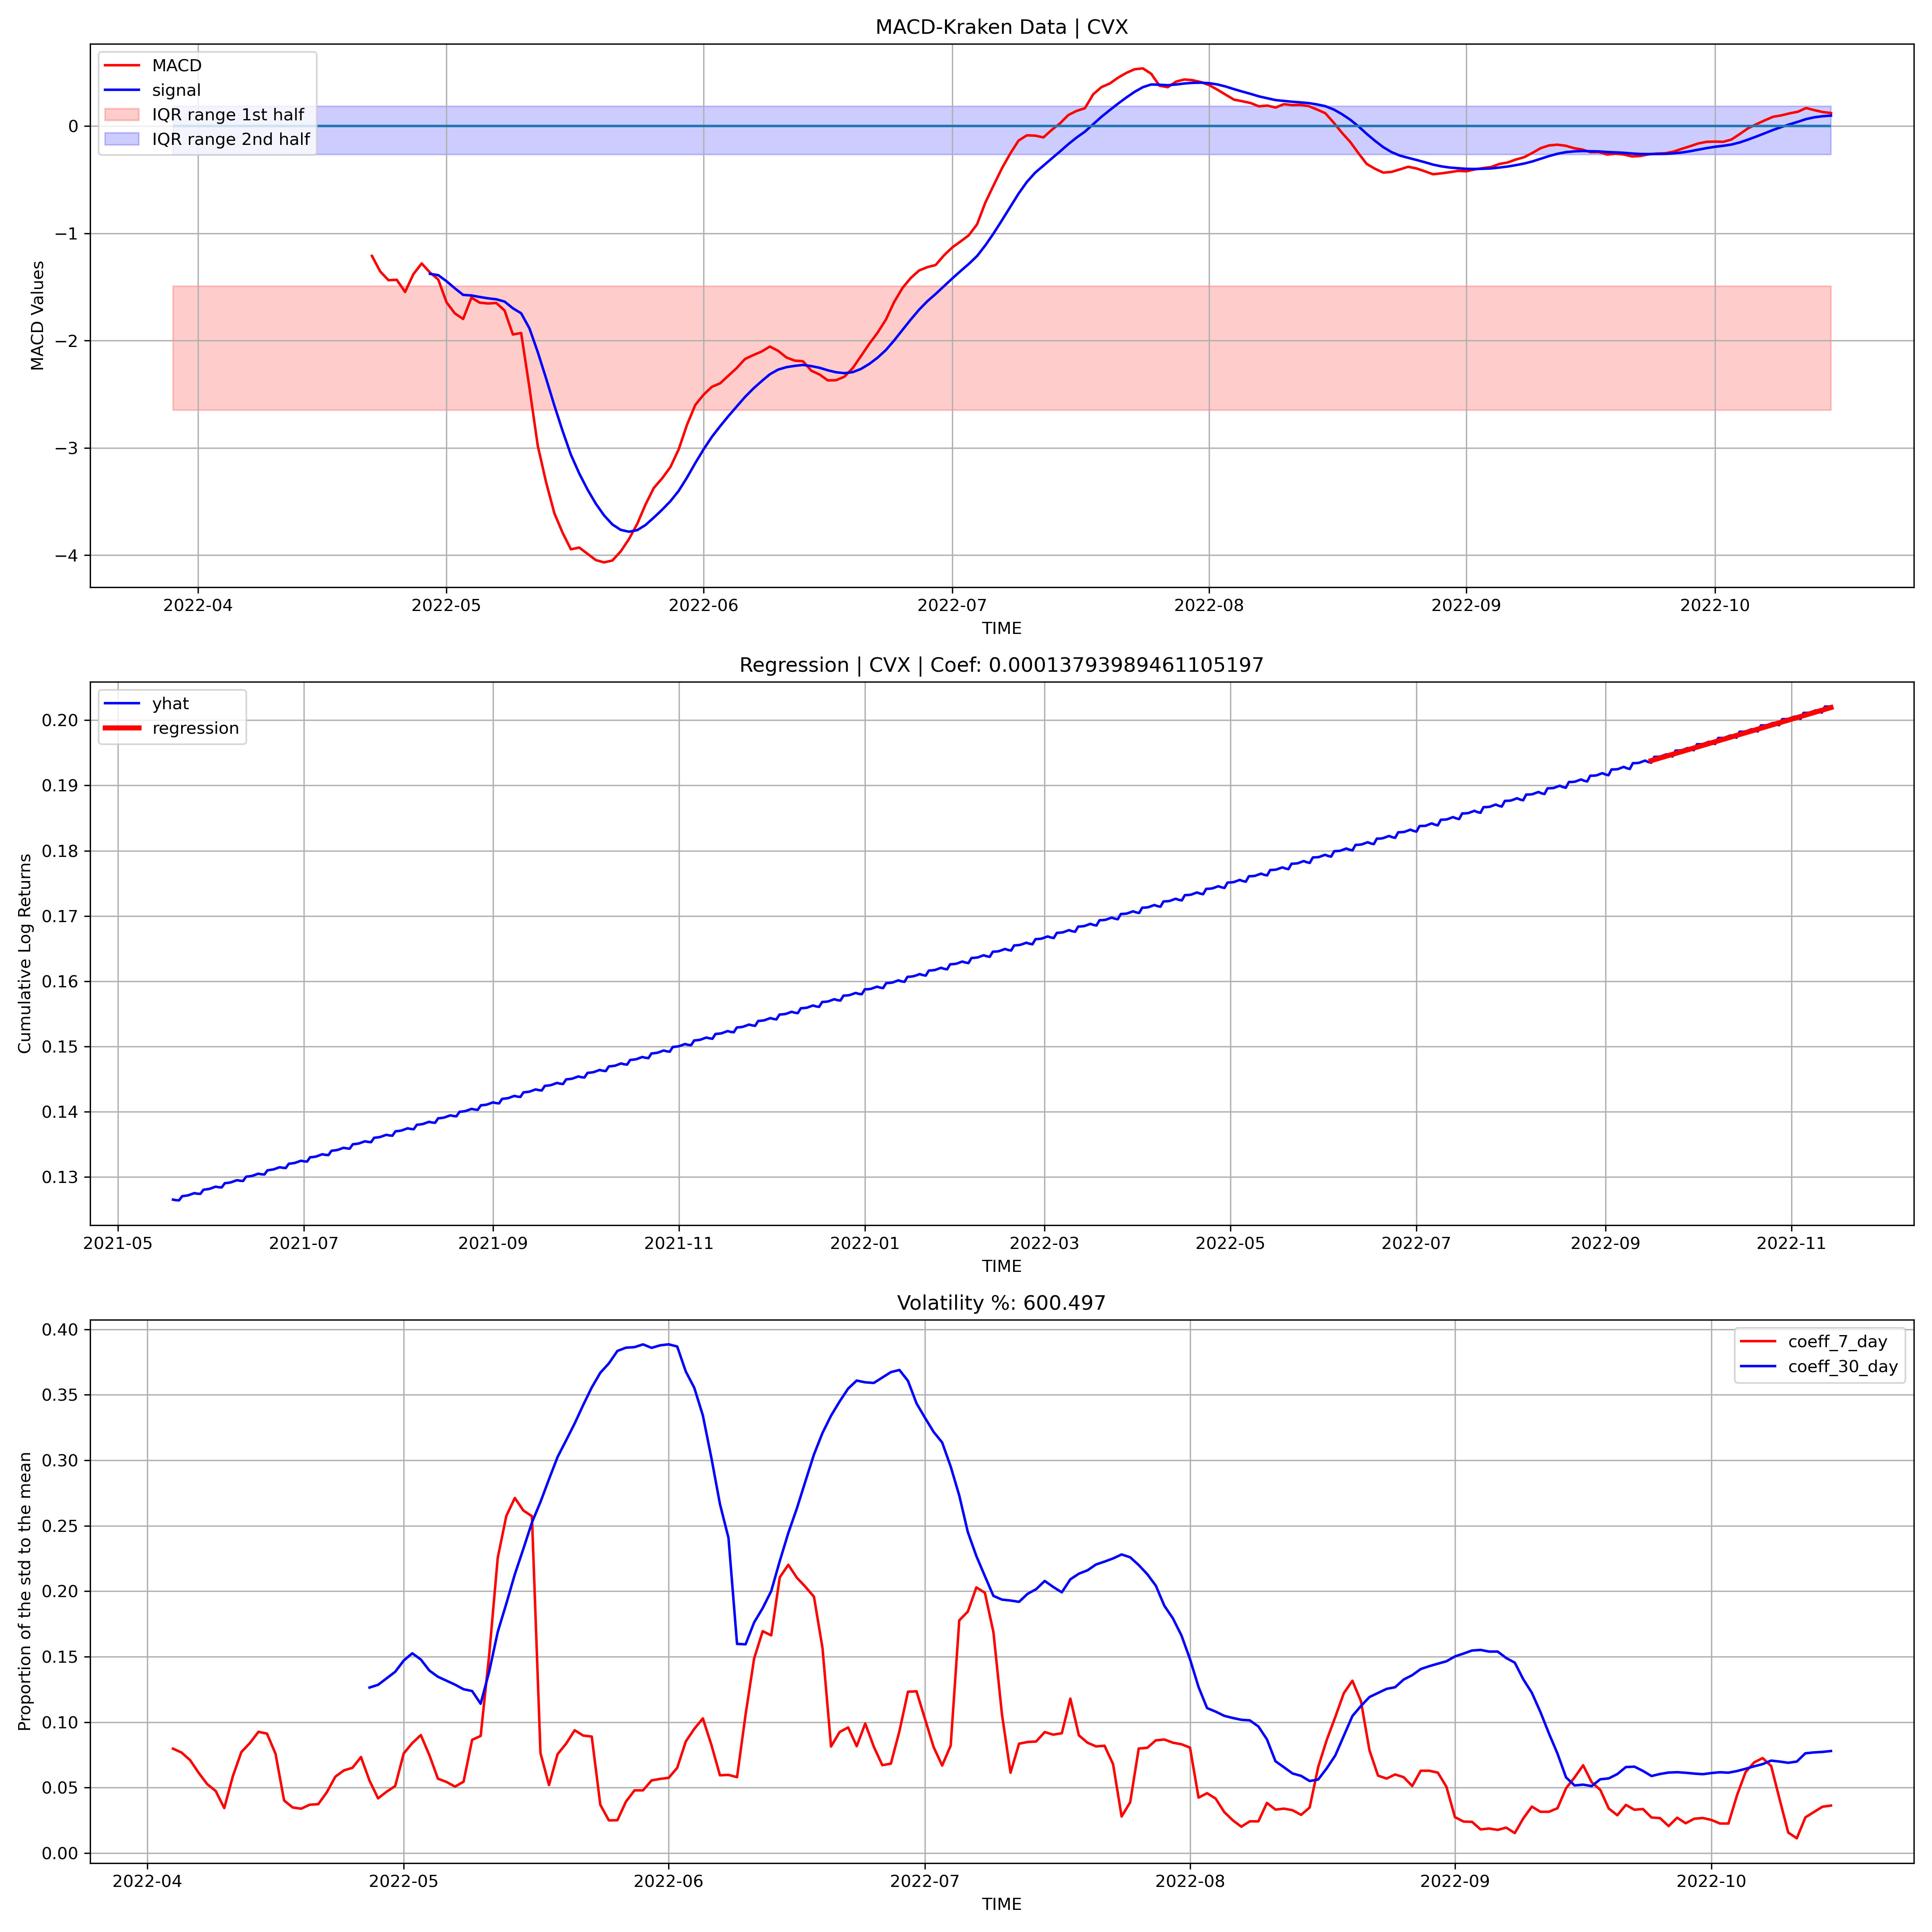 MACD-Kraken Data | CVX
MACD
signal
IQR range 1st half
IQR range 2nd half
MACD Values
0
−1
−2
−3
−4
2022-04 2022-05 2022-06 2022-07 2022-08 2022-09 2022-10
TIME
Regression | CVX | Coef: 0.00013793989461105197
yhat
regression
Cumulative Log Returns
0.20
0.19
0.18
0.17
0.16
0.15
0.14
0.13
2021-05 2021-07 2021-09 2021-11 2022-01 2022-03 2022-05 2022-07 2022-09 2022-11
TIME
Volatility %: 600.497
coeff_7_day
coeff_30_day
Proportion of the std to the mean
0.40
0.35
0.30
0.25
0.20
0.15
0.10
0.05
0.00
2022-04 2022-05 2022-06 2022-07 2022-08 2022-09 2022-10
TIME